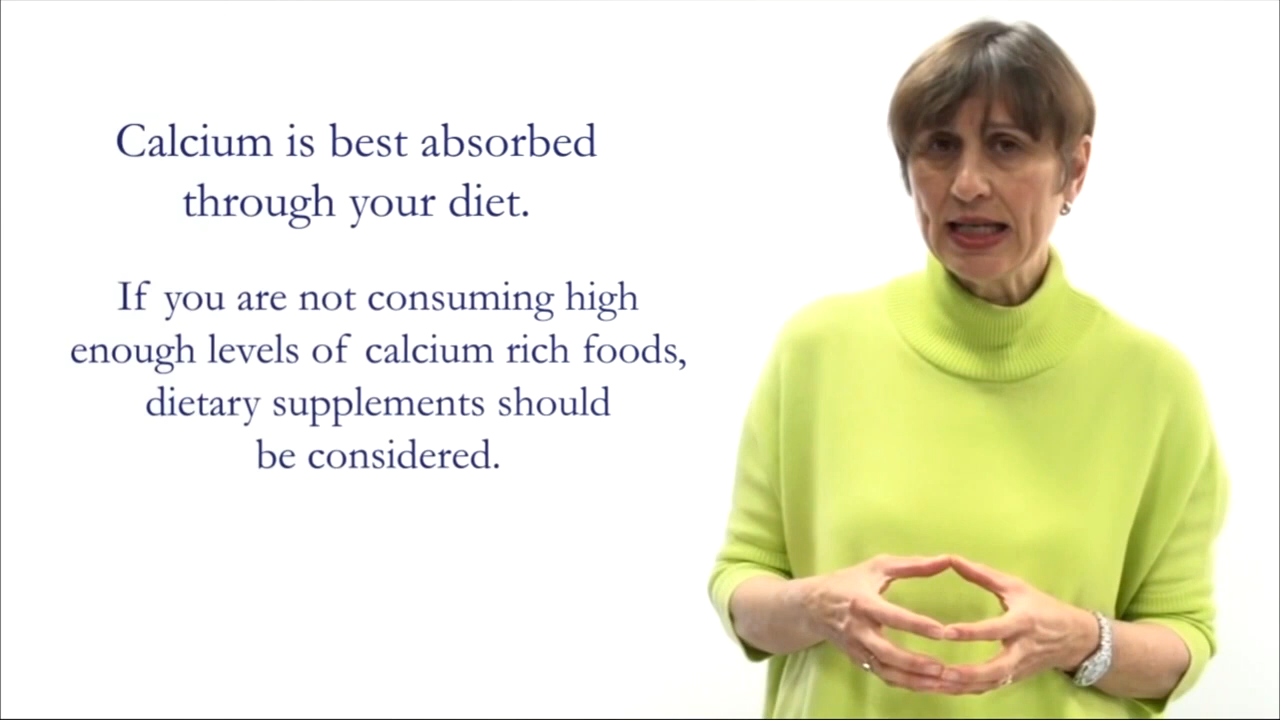 Calcium is best absorbed
through your diet.
If you are not consuming high
enough levels of calcium rich foods,
dietary supplements should
be considered.